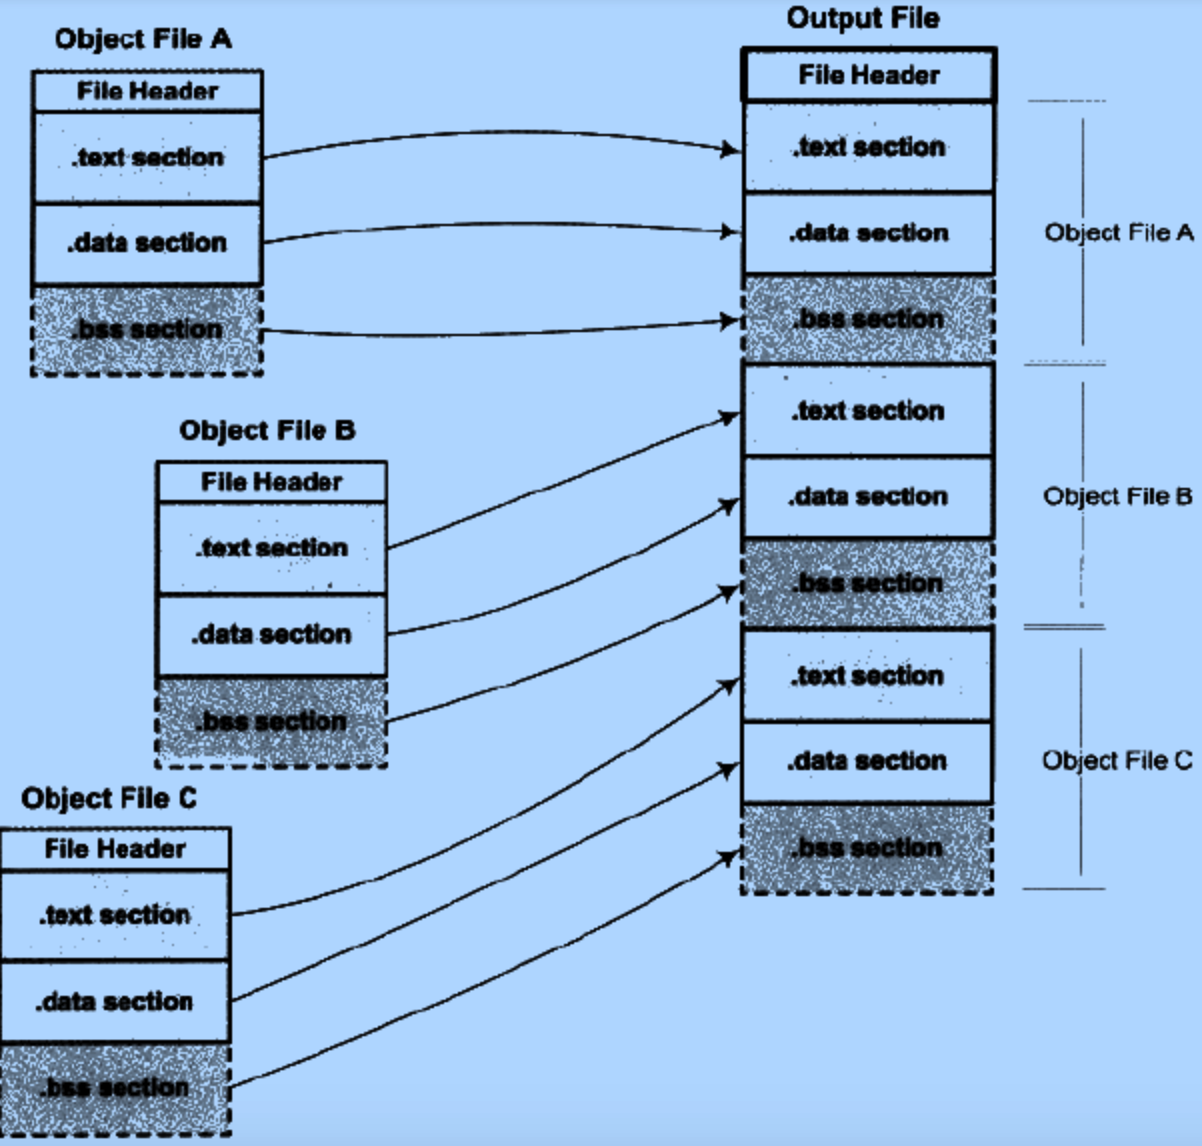 Object File A
File Header
.text section
.data section
.bss section
Object File B
File Header
.text section
.data section
.bss section
Object File C
File Header
.text section
.data section
.bss section
Output File
File Header
.text section
.data section
.bss section
.text section
.data section
.bss section
.text section
.data section
.bss section
Object File A
Object File B
Object File C